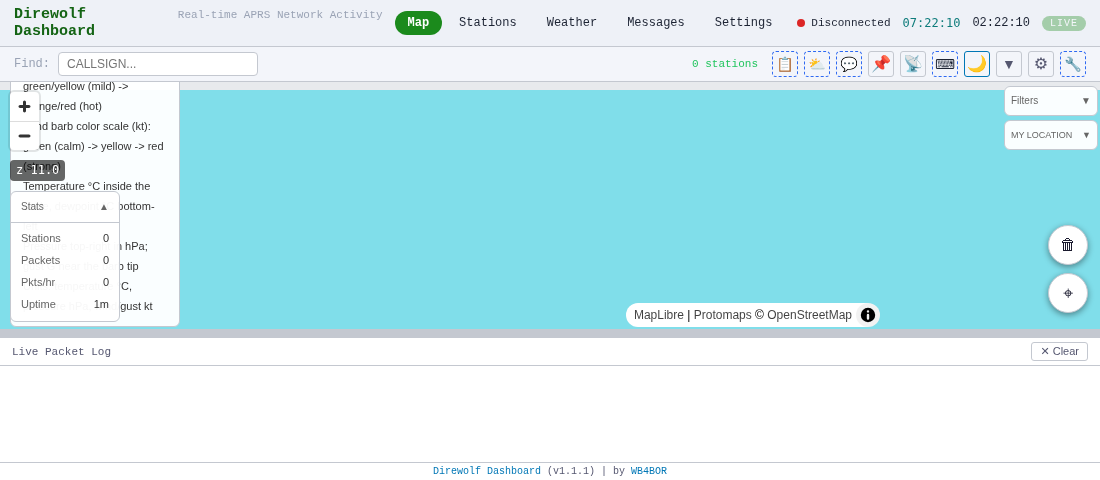 Direwolf
Dashboard
Real-time APRS Network Activity
Map
Stations
Weather
Messages
Settings
Disconnected
07:22:10
02:22:10
LIVE
Find:
CALLSIGN...
0 stations
green/yellow (mild) ->
orange/red (hot)
barb color scale (kt):
green (calm) -> yellow -> red
z 11.0
Temperature °C inside the
Stats
bottom-
Stations 0
hPa;
Packets 0
tip
Pkts/hr 0
Uptime 1m
gust kt
Filters
MY LOCATION
MapLibre | Protomaps © OpenStreetMap
Live Packet Log
✕ Clear
Direwolf Dashboard (v1.1.1) | by WB4BOR